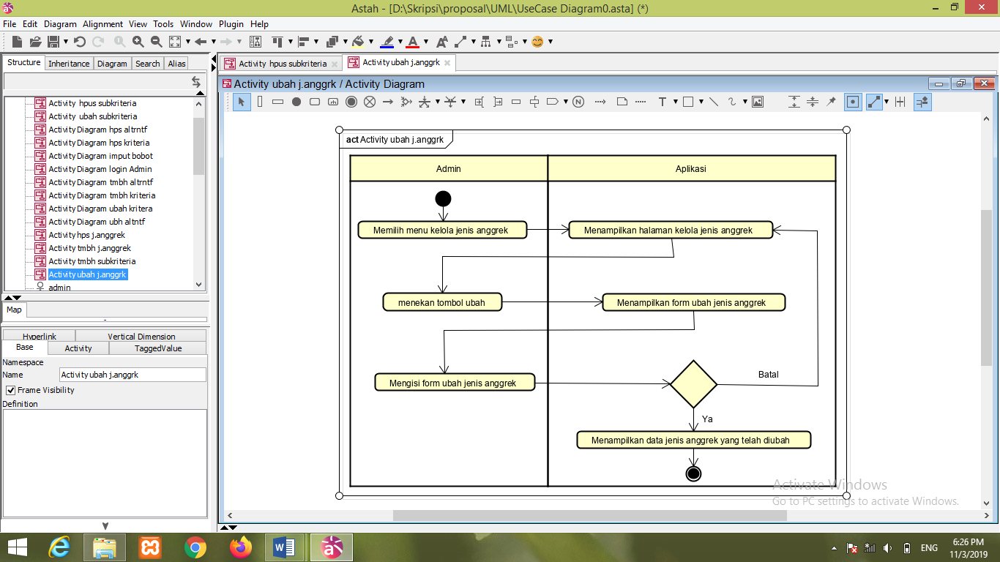 Astah - [D:\Skripsi\proposal\UML\UseCase Diagram0.asta] (*)
File Edit Diagram Alignment View Tools Window Plugin Help
Structure Inheritance Diagram Search Alias
Activity hpus subkriteria
Activity ubah subkriteria
Activity Diagram hps altrntf
Activity Diagram hps kriteria
Activity Diagram imput bobot
Activity Diagram login Admin
Activity Diagram tmbh altrntf
Activity Diagram tmbh kriteria
Activity Diagram ubah kritera
Activity Diagram ubh altntf
Activity hps j.anggrek
Activity tmbh j.anggrek
Activity tmbh subkriteria
Activity ubah j.anggrk
admin
Map
Hyperlink Vertical Dimension
Base Activity TaggedValue
Namespace
Name Activity ubah j.anggrk
Frame Visibility
Definition
Activity hpus subkriteria Activity ubah j.anggrk
Activity ubah j.anggrk / Activity Diagram
act Activity ubah j.anggrk
Admin Aplikasi
Memilih menu kelola jenis anggrek Menampilkan halaman kelola jenis anggrek
menekan tombol ubah Menampilkan form ubah jenis anggrek
Batal
Mengisi form ubah jenis anggrek
Ya
Menampilkan data jenis anggrek yang telah diubah
Activate Windows
Go to PC settings to activate Windows.
ENG
6:26 PM
11/3/2019